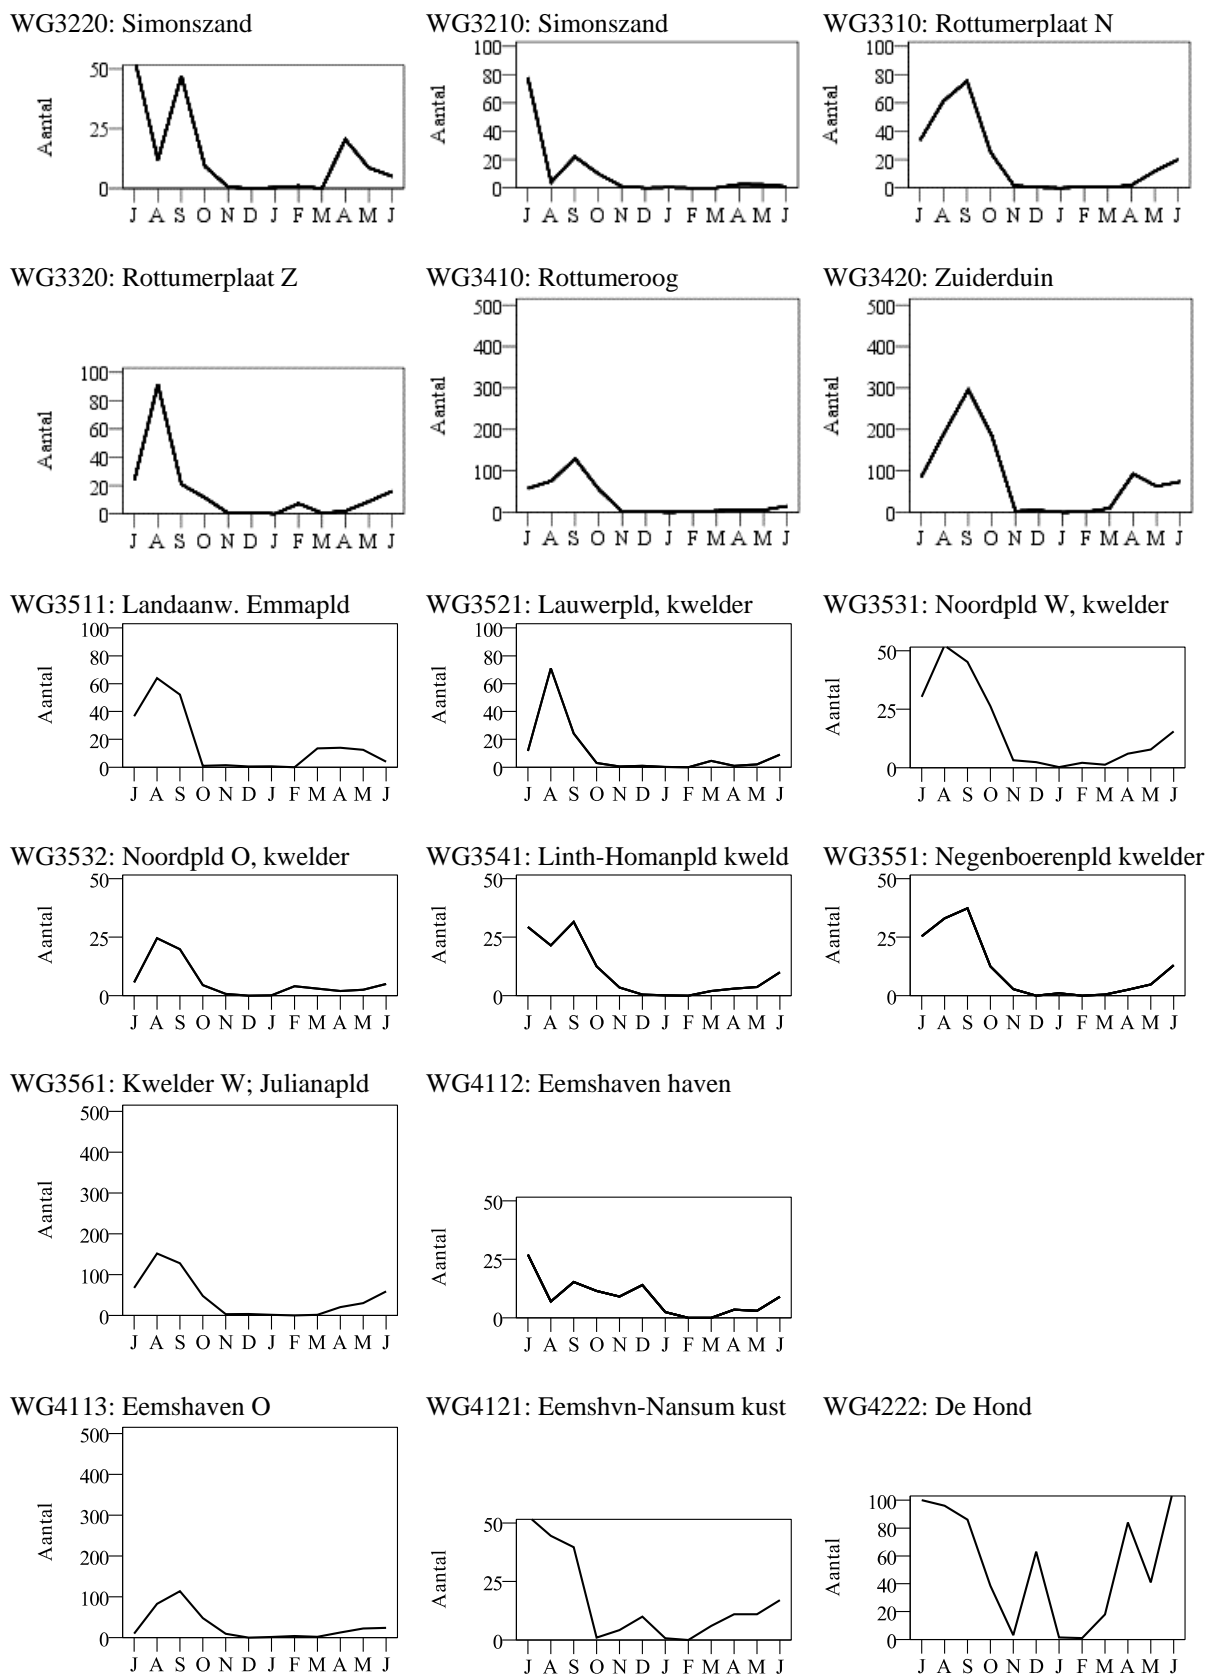 WG3220: Simonszand WG3210: Simonszand WG3310: Rottumerplaat N
Aantal 50 25 0 J A S O N D J F M A M J
Aantal 100 80 60 40 20 0 J A S O N D J F M A M J
Aantal 100 80 60 40 20 0 J A S O N D J F M A M J
WG3320: Rottumerplaat Z WG3410: Rottumeroog WG3420: Zuiderduin
Aantal 100 80 60 40 20 0 J A S O N D J F M A M J
Aantal 500 400 300 200 100 0 J A S O N D J F M A M J
Aantal 500 400 300 200 100 0 J A S O N D J F M A M J
WG3511: Landaanw. Emmapld WG3521: Lauwerpld, kwelder WG3531: Noordpld W, kwelder
Aantal 100 80 60 40 20 0 J A S O N D J F M A M J
Aantal 100 80 60 40 20 0 J A S O N D J F M A M J
Aantal 50 25 0 J A S O N D J F M A M J
WG3532: Noordpld O, kwelder WG3541: Linth-Homanpld kweld WG3551: Negenboerenpld kwelder
Aantal 50 25 0 J A S O N D J F M A M J
Aantal 50 25 0 J A S O N D J F M A M J
Aantal 50 25 0 J A S O N D J F M A M J
WG3561: Kwelder W; Julianapld WG4112: Eemshaven haven
Aantal 500 400 300 200 100 0 J A S O N D J F M A M J
Aantal 50 25 0 J A S O N D J F M A M J
WG4113: Eemshaven O WG4121: Eemshvn-Nansum kust WG4222: De Hond
Aantal 500 400 300 200 100 0 J A S O N D J F M A M J
Aantal 50 25 0 J A S O N D J F M A M J
Aantal 100 80 60 40 20 0 J A S O N D J F M A M J